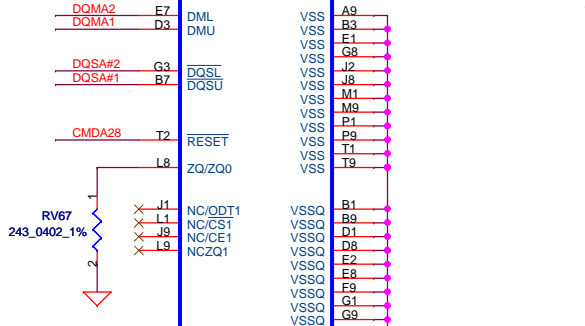 DQMA2 E7 DML VSS A9
DQMA1 D3 DMU VSS B3
VSS E1
VSS G8
DQSA#2 G3 DQSL VSS J2
DQSA#1 B7 DQSU VSS J8
VSS M1
VSS M9
VSS P1
CMDA28 T2 RESET VSS P9
VSS T1
L8 ZQ/ZQ0 VSS T9
1
J1 NC/ODT1 VSSQ B1
RV67 L1 NC/CS1 VSSQ B9
243_0402_1% J9 NC/CE1 VSSQ D1
L9 NCZQ1 VSSQ D8
2 VSSQ E2
VSSQ E8
VSSQ F9
VSSQ G1
VSSQ G9